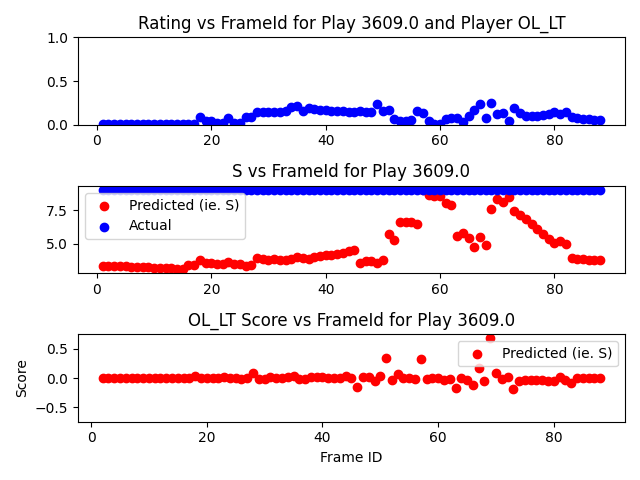 Rating vs FrameId for Play 3609.0 and Player OL_LT
1.0
0.5
0.0
0 20 40 60 80
S vs FrameId for Play 3609.0
7.5
5.0
Predicted (ie. S)
Actual
0 20 40 60 80
OL_LT Score vs FrameId for Play 3609.0
Score
0.5
0.0
−0.5
Predicted (ie. S)
0 20 40 60 80
Frame ID